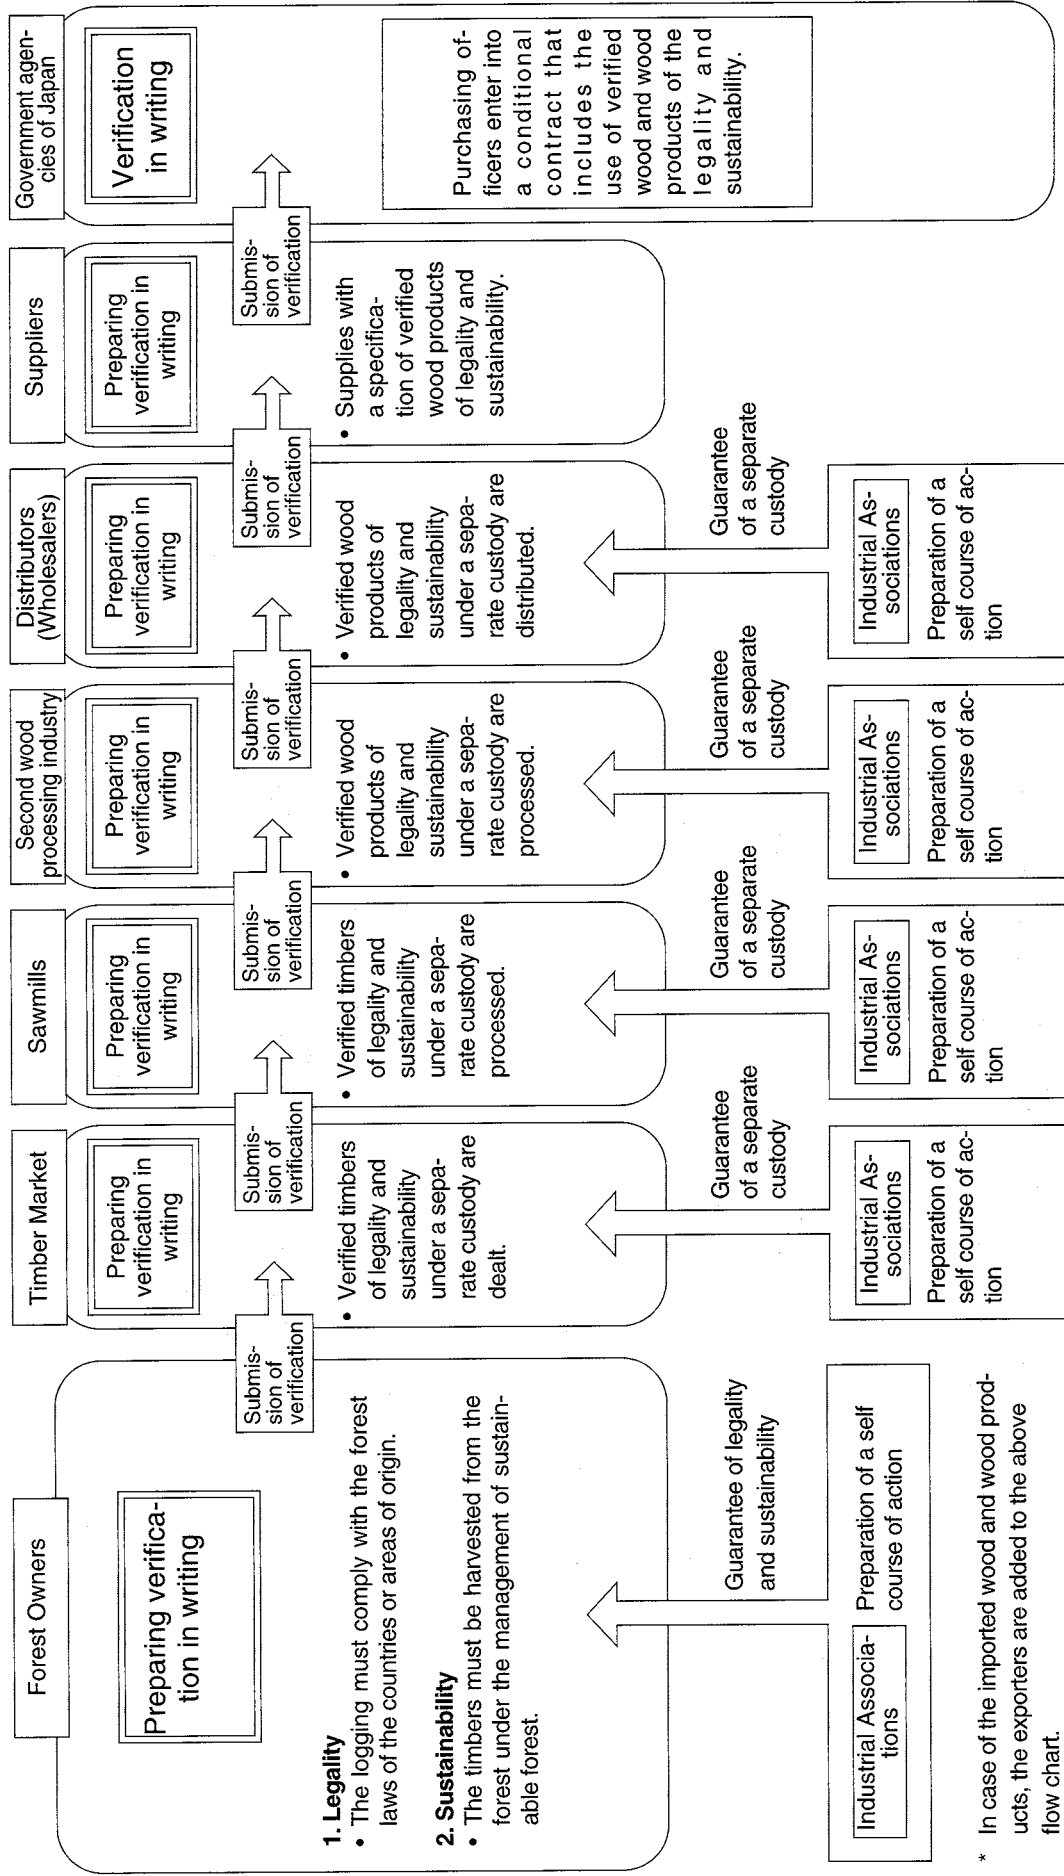 Forest Owners
Preparing verifica-
tion in writing
1. Legality
• The logging must comply with the forest
laws of the countries or areas of origin.
2. Sustainability
• The timbers must be harvested from the
forest under the management of sustain-
able forest.
Submis-
sion of
verification
Guarantee of legality
and sustainability
Industrial Associa-
tions
Preparation of a self
course of action
Timber Market
Preparing
verification in
writing
Submis-
sion of
verification
• Verified timbers
of legality and
sustainability
under a sepa-
rate custody are
dealt.
Guarantee
of a separate
custody
Industrial As-
sociations
Preparation of a
self course of ac-
tion
Sawmills
Preparing
verification in
writing
Submis-
sion of
verification
• Verified timbers
of legality and
sustainability
under a sepa-
rate custody are
processed.
Guarantee
of a separate
custody
Industrial As-
sociations
Preparation of a
self course of ac-
tion
Second wood
processing industry
Preparing
verification in
writing
Submis-
sion of
verification
• Verified wood
products of
legality and
sustainability
under a sepa-
rate custody are
processed.
Guarantee
of a separate
custody
Industrial As-
sociations
Preparation of a
self course of ac-
tion
Distributors
(Wholesalers)
Preparing
verification in
writing
Submis-
sion of
verification
• Verified wood
products of
legality and
sustainability
under a sepa-
rate custody are
distributed.
Guarantee
of a separate
custody
Industrial As-
sociations
Preparation of a
self course of ac-
tion
Suppliers
Preparing
verification in
writing
Submis-
sion of
verification
• Supplies with
a specifica-
tion of verified
wood products
of legality and
sustainability.
Government agen-
cies of Japan
Verification
in writing
Purchasing of-
ficers enter into
a conditional
contract that
includes the
use of verified
wood and wood
products of the
legality and
sustainability.
* In case of the imported wood and wood prod-
ucts, the exporters are added to the above
flow chart.